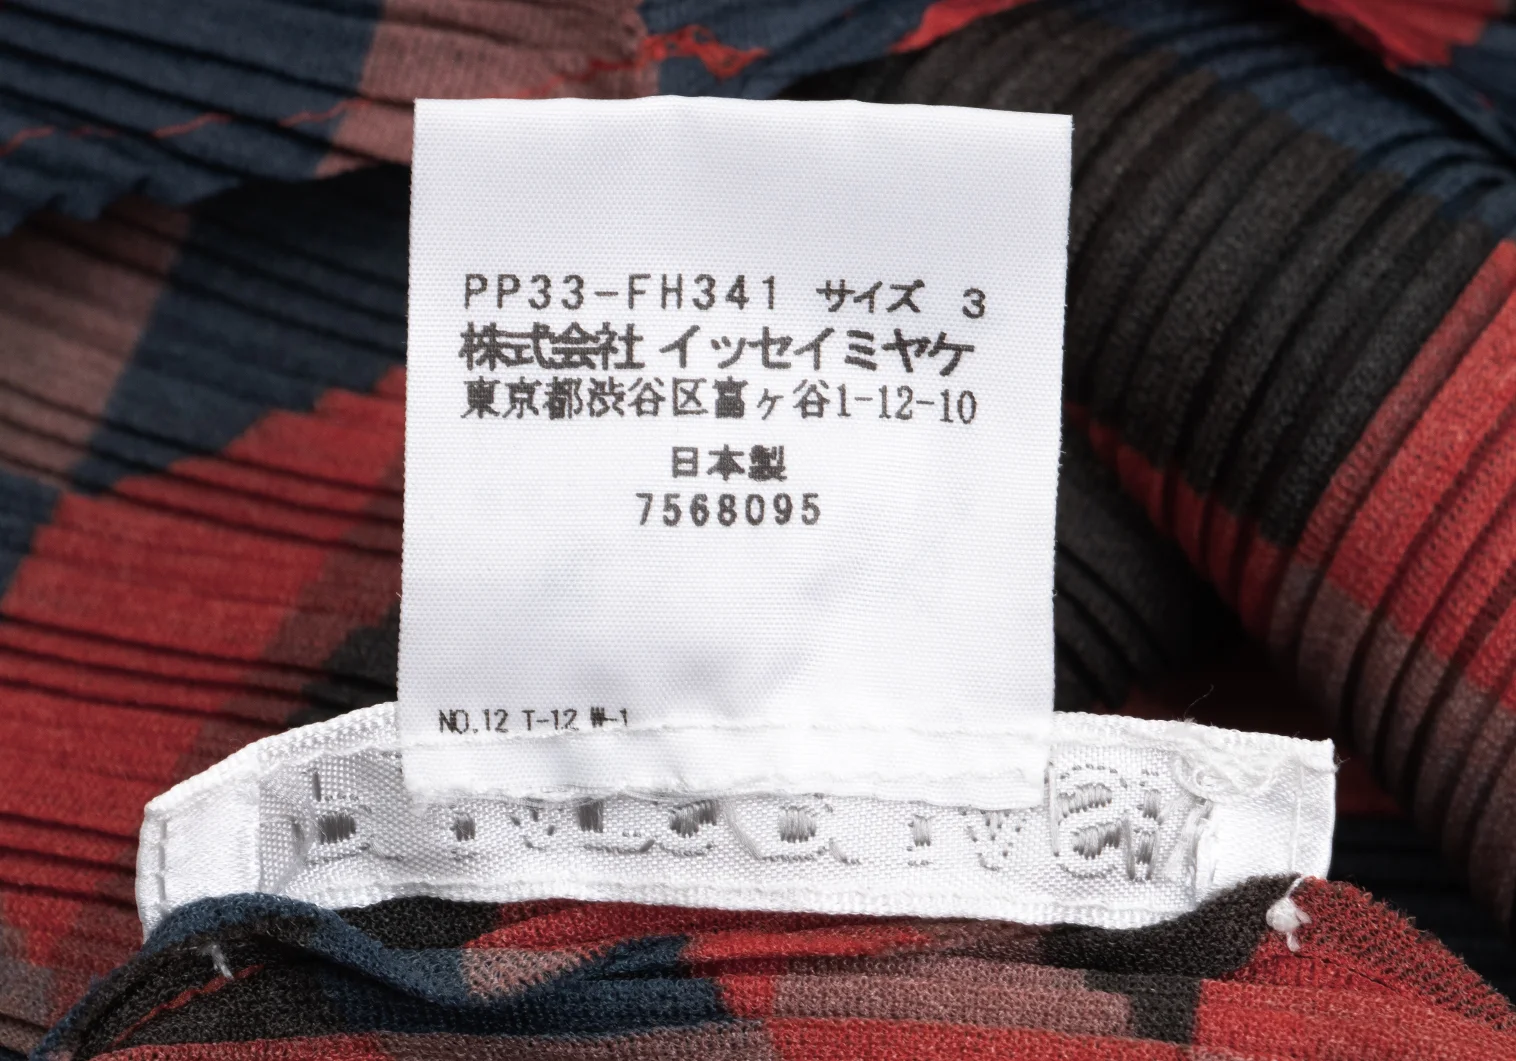 PP33-FH341 サイズ 3
株式会社 イッセイミヤケ
東京都渋谷区富ヶ谷1-12-10
日本製
7568095
NO.12 T-12 W-1